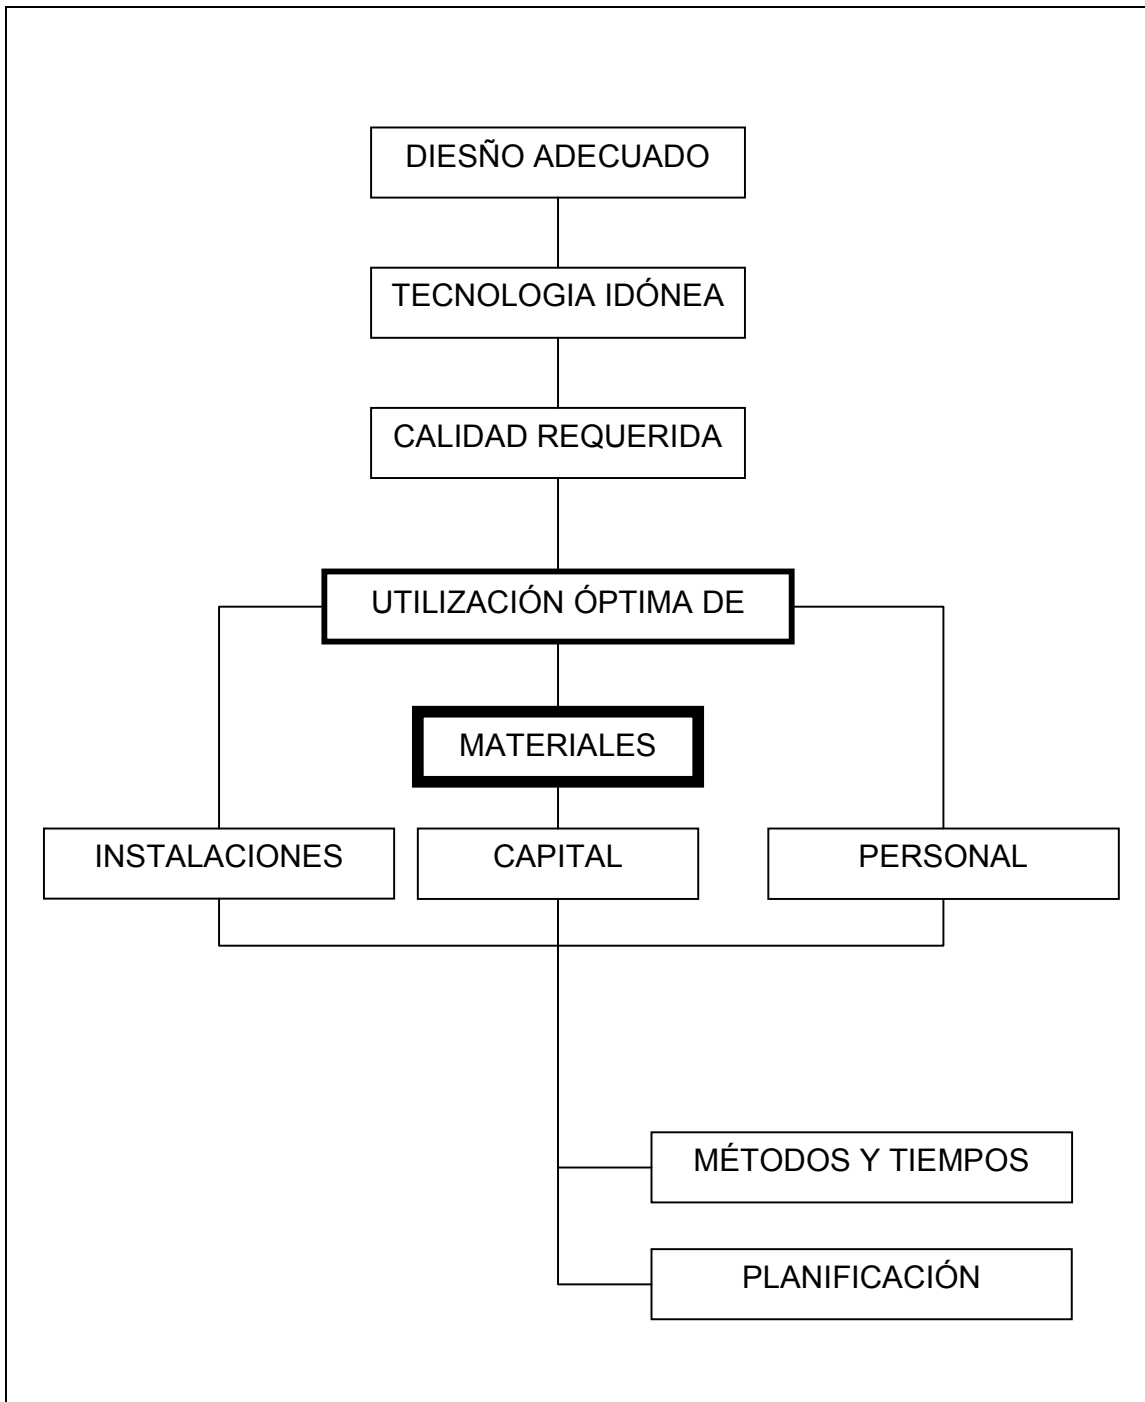 DIESÑO ADECUADO
TECNOLOGIA IDÓNEA
CALIDAD REQUERIDA
UTILIZACIÓN ÓPTIMA DE
MATERIALES
INSTALACIONES
CAPITAL
PERSONAL
MÉTODOS Y TIEMPOS
PLANIFICACIÓN